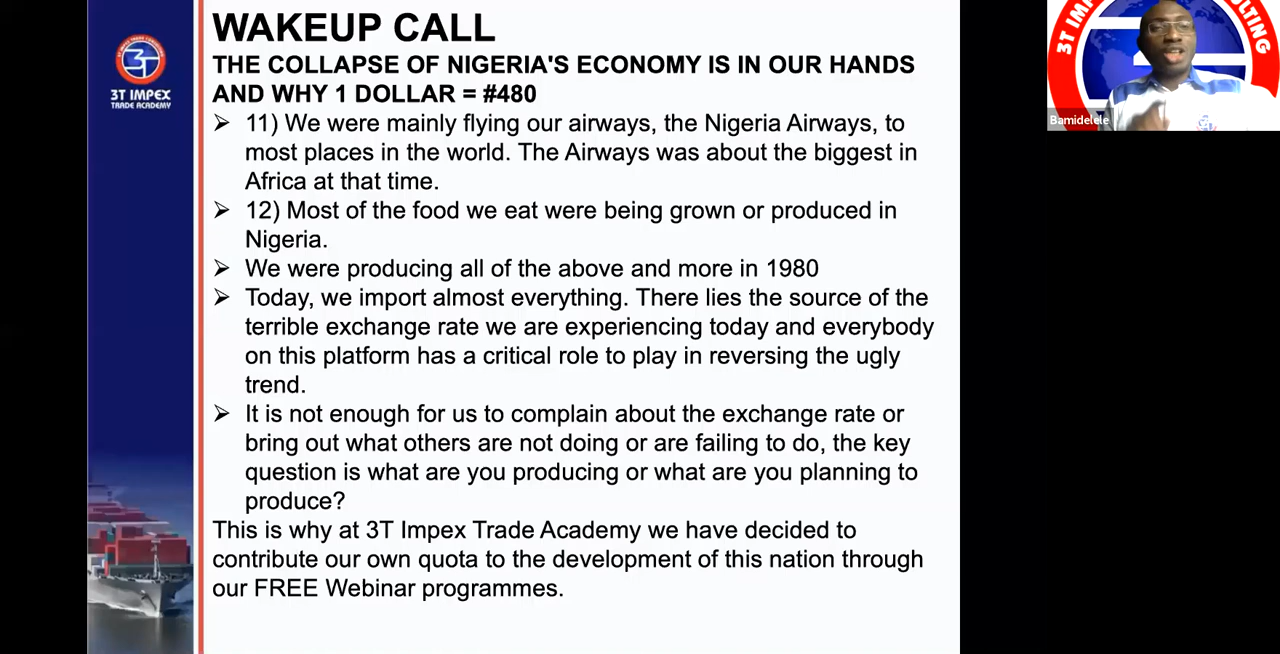 WAKEUP CALL
THE COLLAPSE OF NIGERIA'S ECONOMY IS IN OUR HANDS
AND WHY 1 DOLLAR = #480
➢ 11) We were mainly flying our airways, the Nigeria Airways, to
most places in the world. The Airways was about the biggest in
Africa at that time.
➢ 12) Most of the food we eat were being grown or produced in
Nigeria.
➢ We were producing all of the above and more in 1980
➢ Today, we import almost everything. There lies the source of the
terrible exchange rate we are experiencing today and everybody
on this platform has a critical role to play in reversing the ugly
trend.
➢ It is not enough for us to complain about the exchange rate or
bring out what others are not doing or are failing to do, the key
question is what are you producing or what are you planning to
produce?
This is why at 3T Impex Trade Academy we have decided to
contribute our own quota to the development of this nation through
our FREE Webinar programmes.
3T
3T IMPEX
TRADE ACADEMY
3T IM
ULTING
Bamidelele